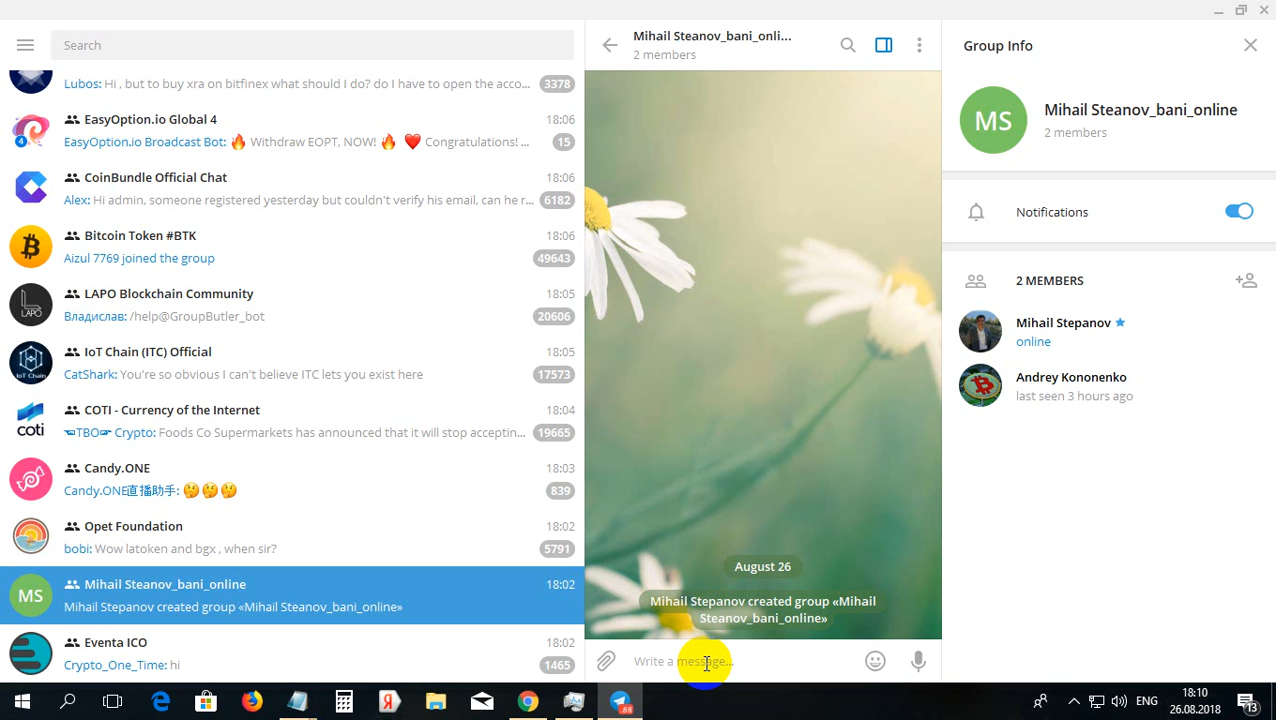 Search
Lubos: Hi , but to buy xra on bitfinex what should I do? do I have to open the acco...
3378
EasyOption.io Global 4
18:06
4
EasyOption.io Broadcast Bot: 🔥 Withdraw EOPT, NOW! 🔥 ❤️ Congratulations! ...
15
CoinBundle Official Chat
18:06
Alex: Hi admin, someone registered yesterday but couldn't verify his email, can he r...
6182
Bitcoin Token #BTK
18:06
Aizul 7769 joined the group
49643
LAPO Blockchain Community
18:05
Владислав: /help@GroupButler_bot
20606
IoT Chain (ITC) Official
18:05
CatShark: You're so obvious I can't believe ITC lets you exist here
17573
COTI - Currency of the Internet
18:04
coti
☜TBO☞ Crypto: Foods Co Supermarkets has announced that it will stop acceptin...
19665
Candy.ONE
18:03
Candy.ONE直播助手: 🤔🤔🤔
839
Opet Foundation
18:02
bobi: Wow latoken and bgx , when sir?
5791
MS
Mihail Steanov_bani_online
18:02
Mihail Stepanov created group «Mihail Steanov_bani_online»
Eventa ICO
18:02
Crypto_One_Time: hi
1465
Mihail Steanov_bani_onli...
2 members
August 26
Mihail Stepanov created group «Mihail
Steanov_bani_online»
Write a message...
Group Info
MS
Mihail Steanov_bani_online
2 members
Notifications
2 MEMBERS
Mihail Stepanov
online
Andrey Kononenko
last seen 3 hours ago
.88
ENG
18:10
26.08.2018
13